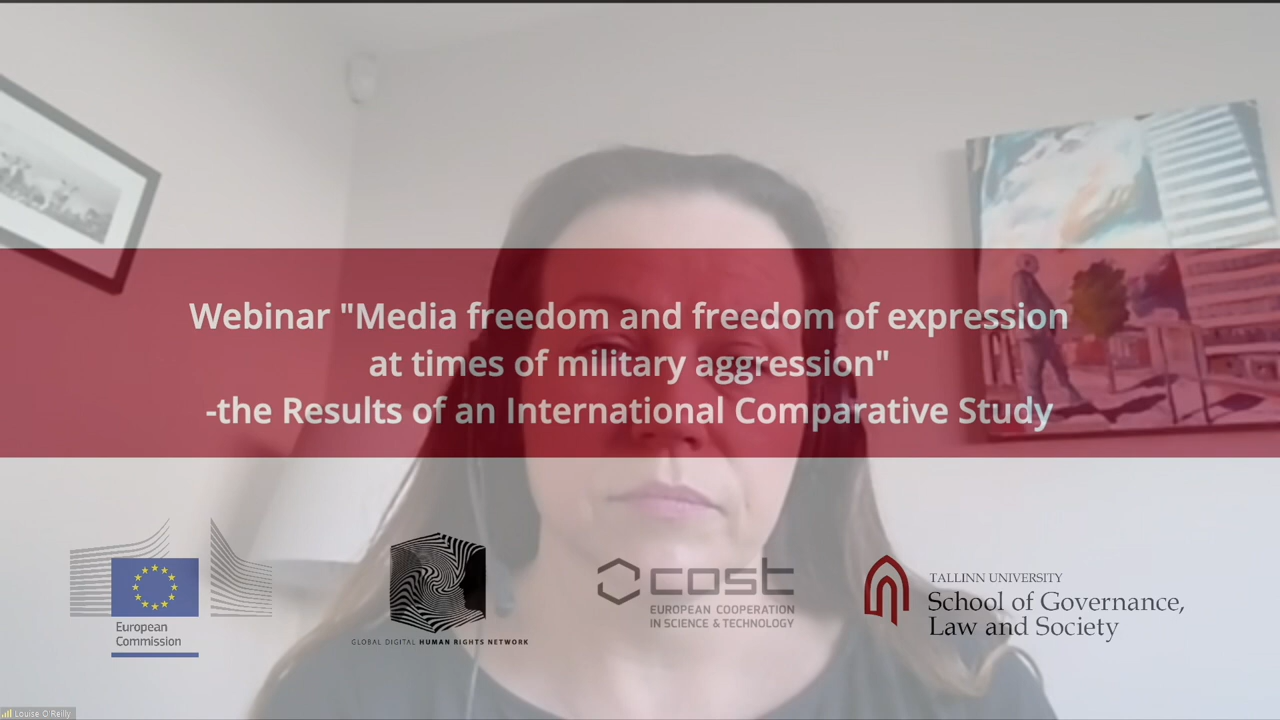 Webinar "Media freedom and freedom of expression
at times of military aggression"
-the Results of an International Comparative Study
European
Commission
GLOBAL DIGITAL HUMAN RIGHTS NETWORK
cost
EUROPEAN COOPERATION
IN SCIENCE & TECHNOLOGY
TALLINN UNIVERSITY
School of Governance,
Law and Society
Louise O'Reilly